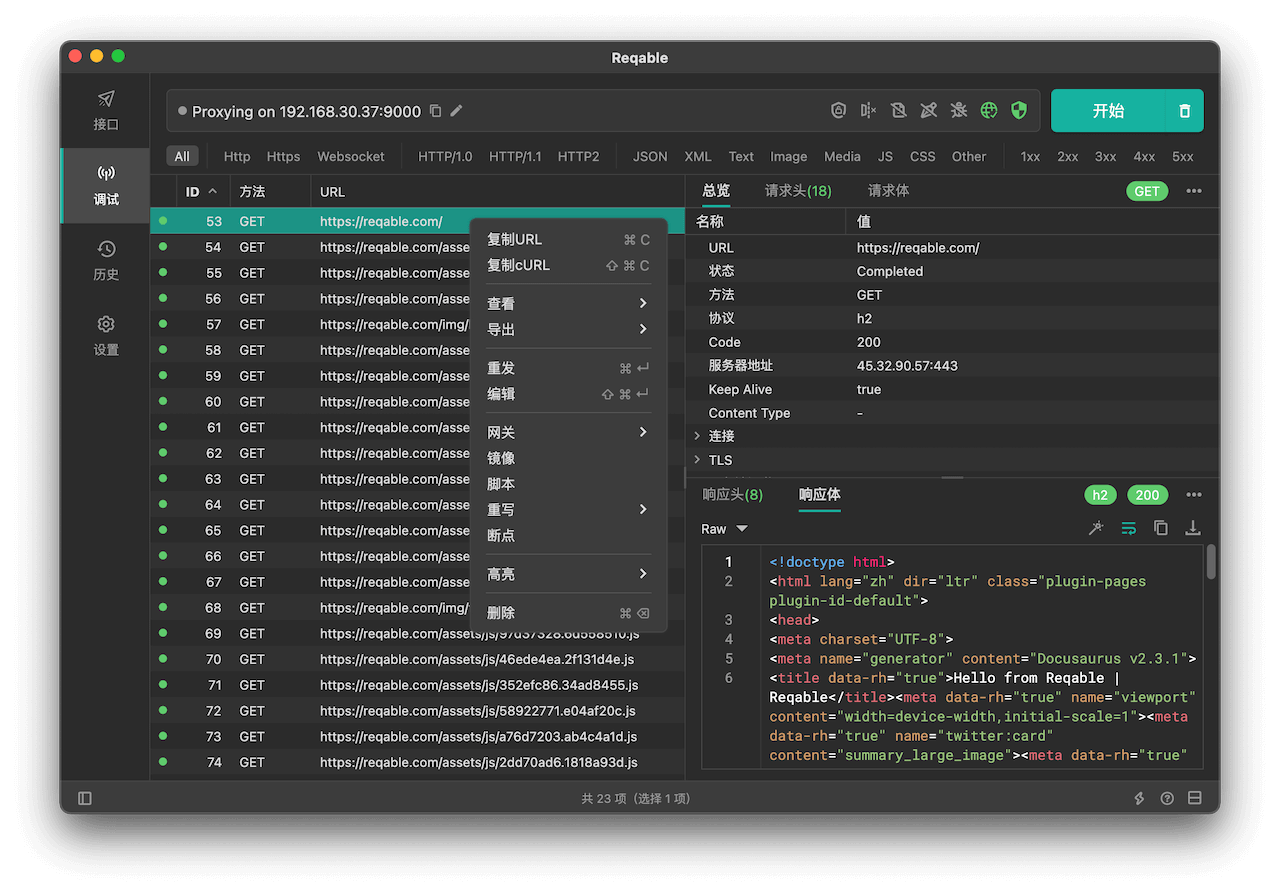 Reqable
接口
调试
历史
设置
Proxying on 192.168.30.37:9000
开始
All Http Https Websocket HTTP/1.0 HTTP/1.1 HTTP2 JSON XML Text Image Media JS CSS Other 1xx 2xx 3xx 4xx 5xx
ID 方法 URL
53 GET https://reqable.com/
54 GET https://reqable.com/asse
55 GET https://reqable.com/asse
56 GET https://reqable.com/asse
57 GET https://reqable.com/img/
58 GET https://reqable.com/asse
59 GET https://reqable.com/asse
60 GET https://reqable.com/asse
61 GET https://reqable.com/asse
62 GET https://reqable.com/asse
63 GET https://reqable.com/asse
64 GET https://reqable.com/asse
65 GET https://reqable.com/asse
66 GET https://reqable.com/asse
67 GET https://reqable.com/asse
68 GET https://reqable.com/img/
69 GET https://reqable.com/assets/js/97d37328.6d558510.js
70 GET https://reqable.com/assets/js/46ede4ea.2f131d4e.js
71 GET https://reqable.com/assets/js/352efc86.34ad8455.js
72 GET https://reqable.com/assets/js/58922771.e04af20c.js
73 GET https://reqable.com/assets/js/a76d7203.ab4c4a1d.js
74 GET https://reqable.com/assets/js/2dd70ad6.1818a93d.js
复制URL ⌘ C
复制cURL ⇧ ⌘ C
查看
导出
重发 ⌘ ↵
编辑 ⇧ ⌘ ↵
网关
镜像
脚本
重写
断点
高亮
删除 ⌘ ⌫
总览 请求头(18) 请求体 GET
名称 值
URL https://reqable.com/
状态 Completed
方法 GET
协议 h2
Code 200
服务器地址 45.32.90.57:443
Keep Alive true
Content Type -
连接
TLS
响应头(8) 响应体 h2 200
Raw
1 <!doctype html>
2 <html lang="zh" dir="ltr" class="plugin-pages
plugin-id-default">
3 <head>
4 <meta charset="UTF-8">
5 <meta name="generator" content="Docusaurus v2.3.1">
6 <title data-rh="true">Hello from Reqable |
Reqable</title><meta data-rh="true" name="viewport"
content="width=device-width,initial-scale=1"><meta
data-rh="true" name="twitter:card"
content="summary_large_image"><meta data-rh="true"
共 23 项（选择 1 项）